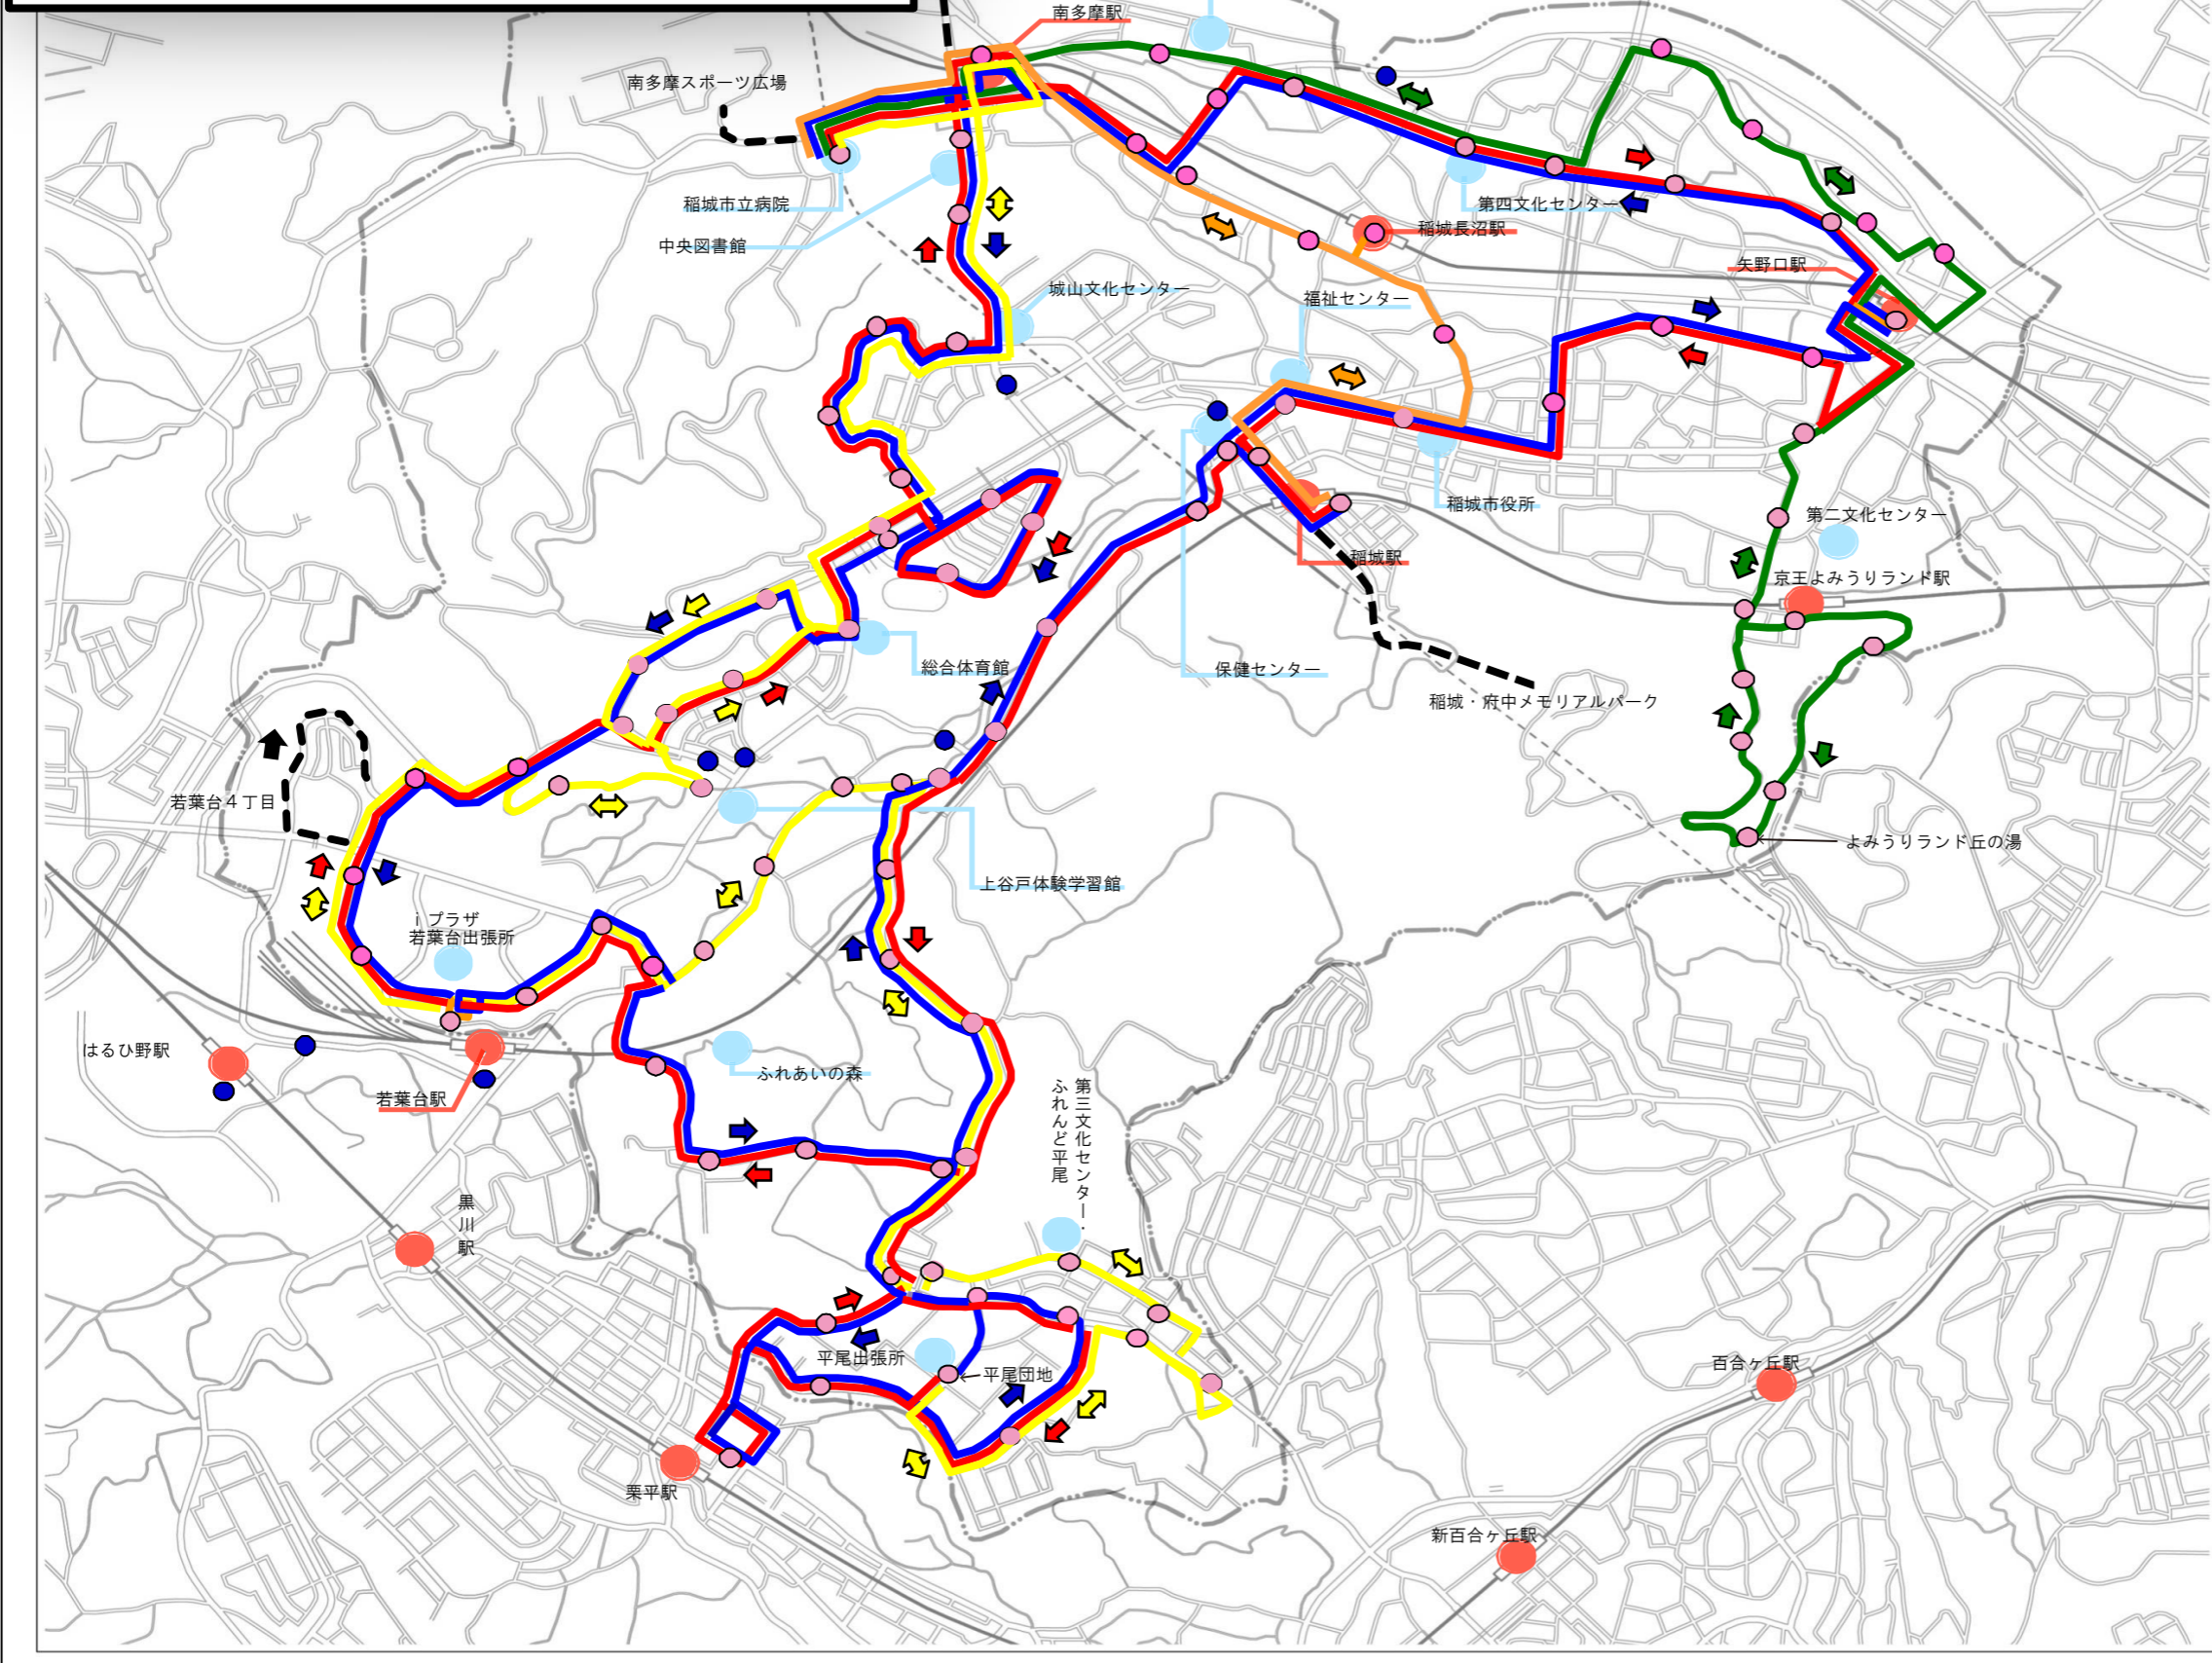 南多摩駅
南多摩スポーツ広場
稲城市立病院
中央図書館
第四文化センター
稲城長沼駅
矢野口駅
城山文化センター
福祉センター
稲城市役所
第二文化センター
稲城駅
京王よみうりランド駅
総合体育館
保健センター
稲城・府中メモリアルパーク
若葉台４丁目
よみうりランド丘の湯
上谷戸体験学習館
ｉプラザ
若葉台出張所
はるひ野駅
ふれあいの森
若葉台駅
第三文化センター・
ふれんど平尾
黒川駅
平尾出張所
平尾団地
百合ヶ丘駅
栗平駅
新百合ヶ丘駅